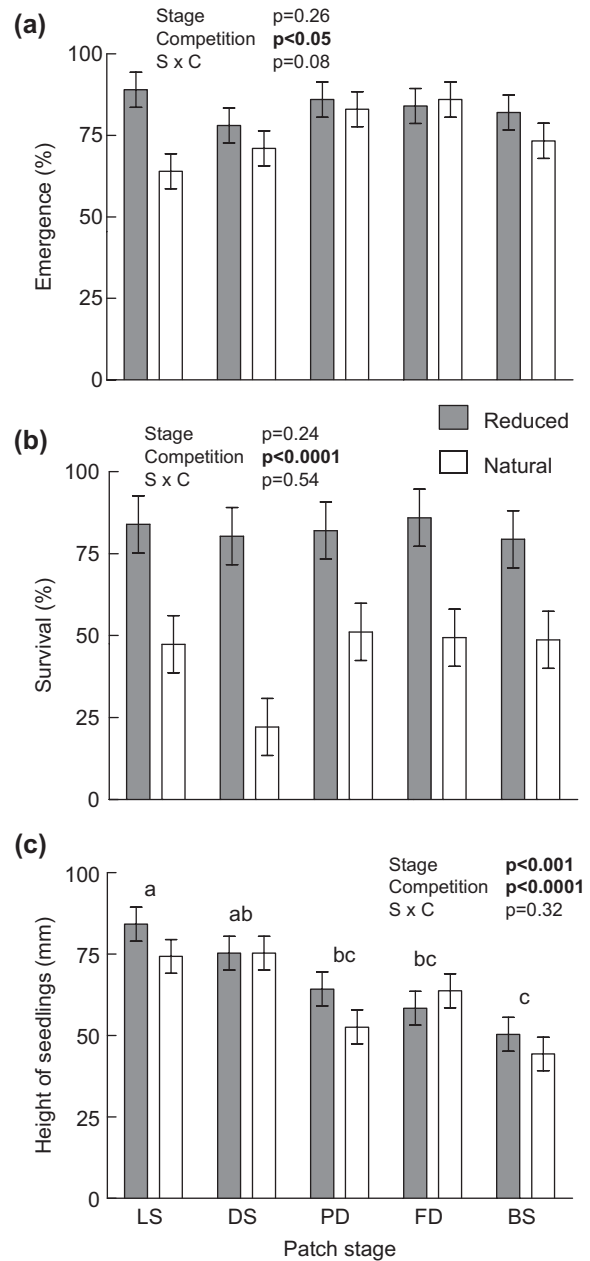 (a)
Stage p=0.26
Competition p<0.05
S x C p=0.08
100
75
50
25
0
Emergence (%)
Reduced
Natural
(b)
Stage p=0.24
Competition p<0.0001
S x C p=0.54
100
75
50
25
0
Survival (%)
(c)
Stage p<0.001
Competition p<0.0001
S x C p=0.32
100
75
50
25
0
Height of seedlings (mm)
a ab bc bc c
LS DS PD FD BS
Patch stage